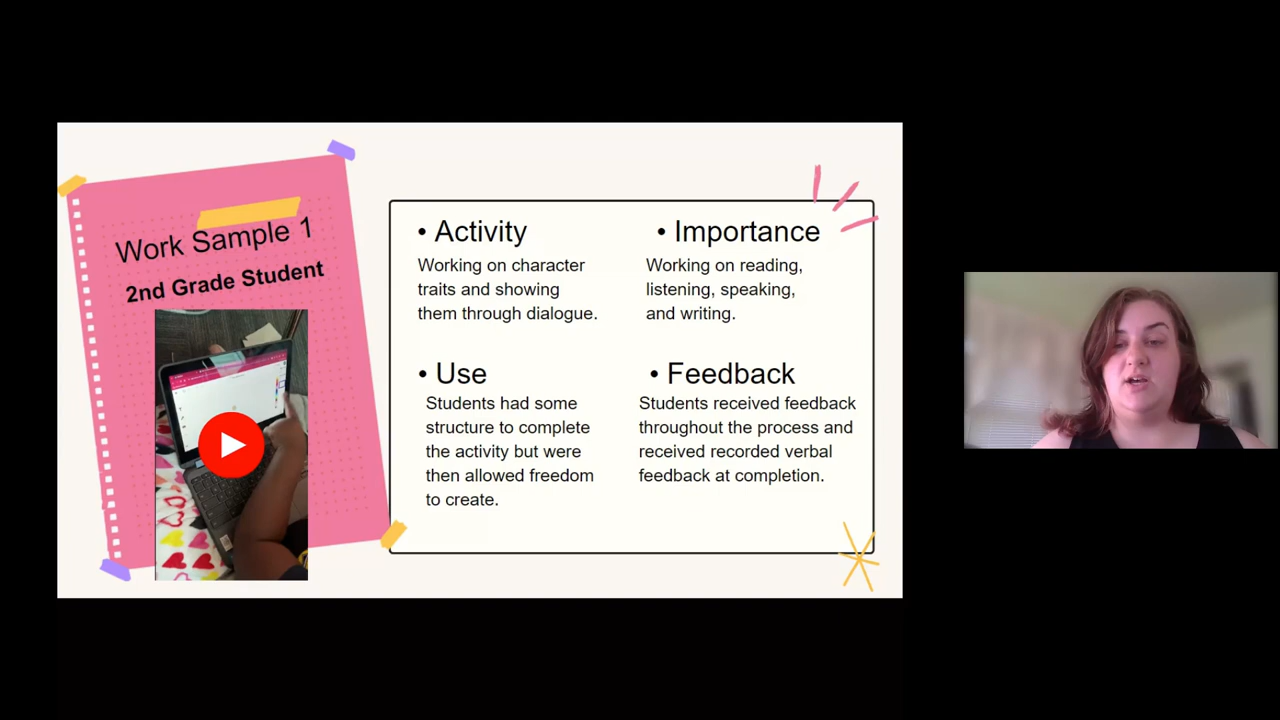 Work Sample 1
2nd Grade Student
• Activity
Working on character
traits and showing
them through dialogue.
• Importance
Working on reading,
listening, speaking,
and writing.
• Use
Students had some
structure to complete
the activity but were
then allowed freedom
to create.
• Feedback
Students received feedback
throughout the process and
received recorded verbal
feedback at completion.